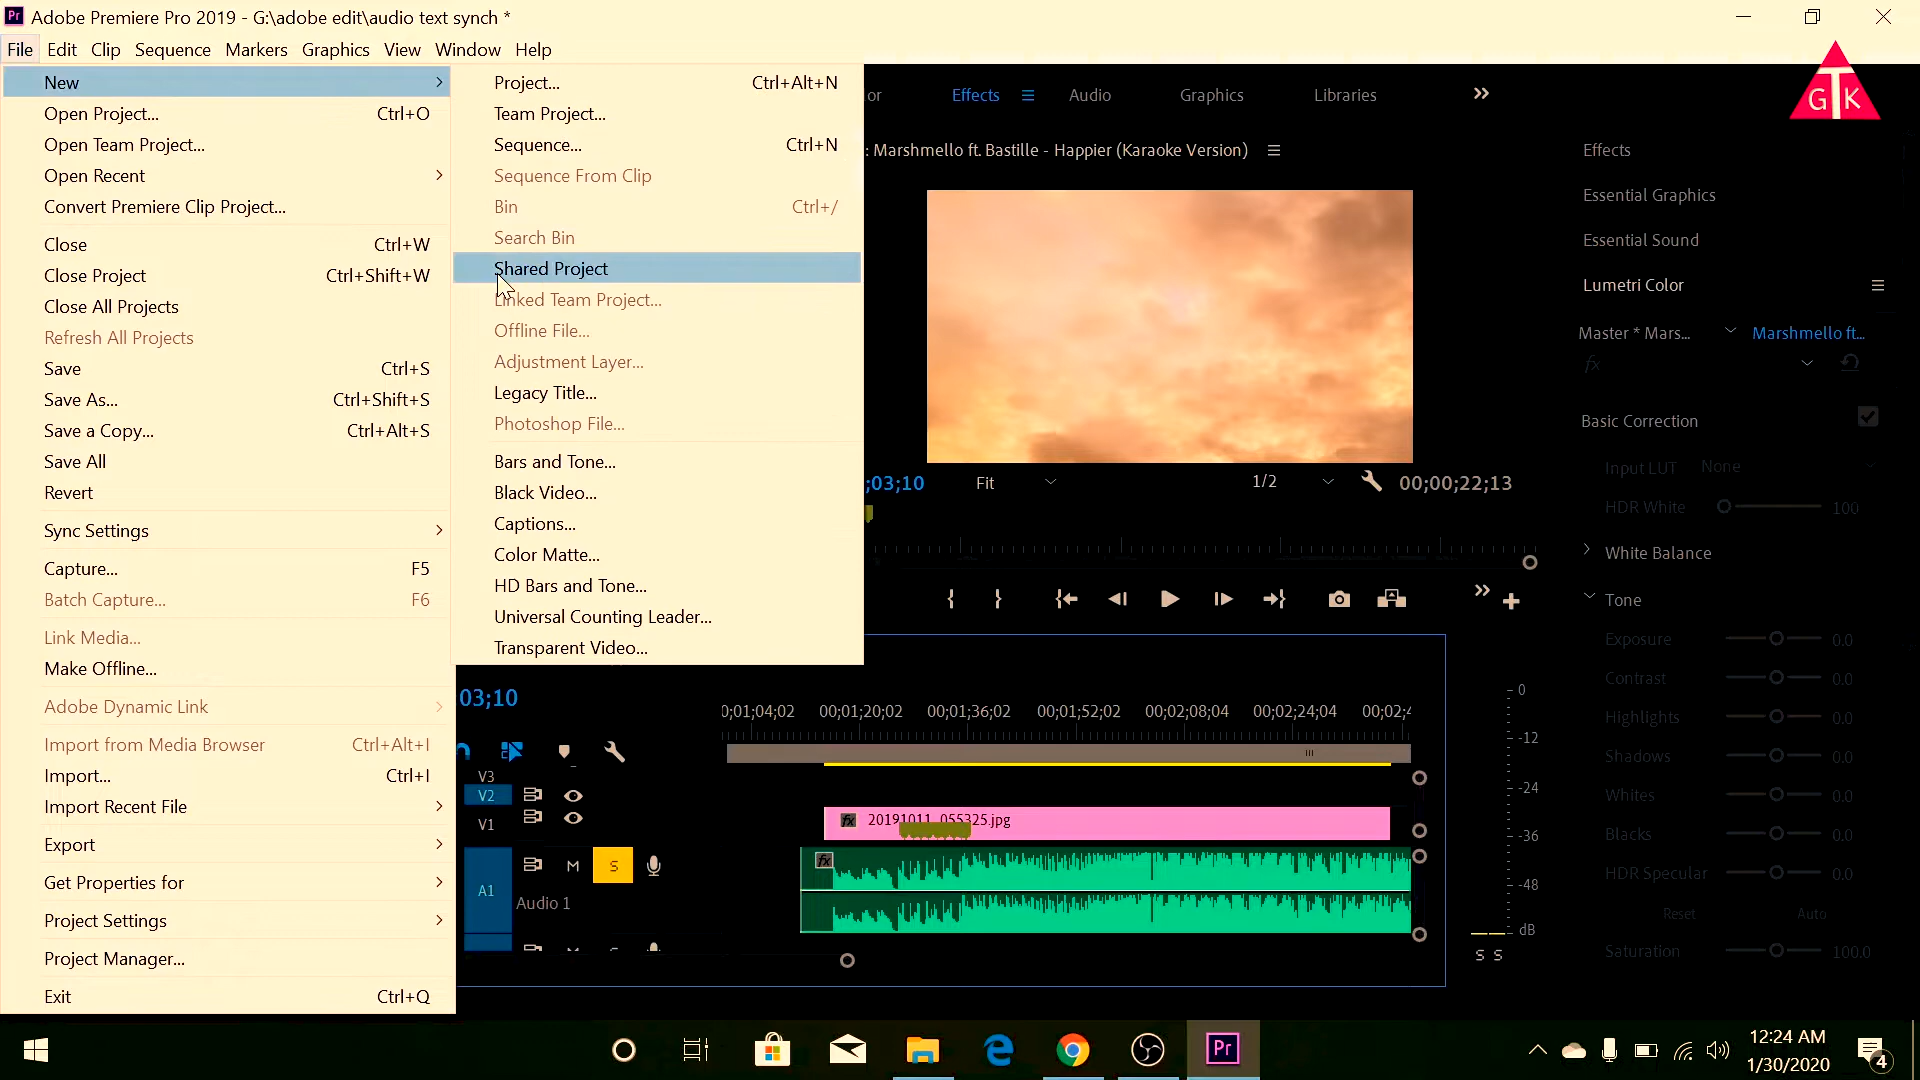 Adobe Premiere Pro 2019 - G:\adobe edit\audio text synch *
File Edit Clip Sequence Markers Graphics View Window Help
New
Open Project... Ctrl+O
Open Team Project...
Open Recent
Convert Premiere Clip Project...
Close Ctrl+W
Close Project Ctrl+Shift+W
Close All Projects
Refresh All Projects
Save Ctrl+S
Save As... Ctrl+Shift+S
Save a Copy... Ctrl+Alt+S
Save All
Revert
Sync Settings
Capture... F5
Batch Capture... F6
Link Media...
Make Offline...
Adobe Dynamic Link
Import from Media Browser Ctrl+Alt+I
Import... Ctrl+I
Import Recent File
Export
Get Properties for
Project Settings
Project Manager...
Exit Ctrl+Q
Project... Ctrl+Alt+N
Team Project...
Sequence... Ctrl+N
Sequence From Clip
Bin Ctrl+/
Search Bin
Shared Project
Linked Team Project...
Offline File...
Adjustment Layer...
Legacy Title...
Photoshop File...
Bars and Tone...
Black Video...
Captions...
Color Matte...
HD Bars and Tone...
Universal Counting Leader...
Transparent Video...
or Effects Audio Graphics Libraries
GTK
: Marshmello ft. Bastille - Happier (Karaoke Version)
;03;10 Fit 1/2 00;00;22;13
Effects
Essential Graphics
Essential Sound
Lumetri Color
Master * Mars... Marshmello ft...
fx
Basic Correction
Input LUT None
HDR White 100
White Balance
Tone
Exposure 0.0
Contrast 0.0
Highlights 0.0
Shadows 0.0
Whites 0.0
Blacks 0.0
HDR Specular 0.0
Reset Auto
Saturation 100.0
03;10
0;01;04;02 00;01;20;02 00;01;36;02 00;01;52;02 00;02;08;04 00;02;24;04 00;02;4
V3
V2
V1
fx 20191011_055325.jpg
A1 M S
fx
Audio 1
M S
0
-12
-24
-36
-48
dB
S S
Pr
12:24 AM
1/30/2020
4